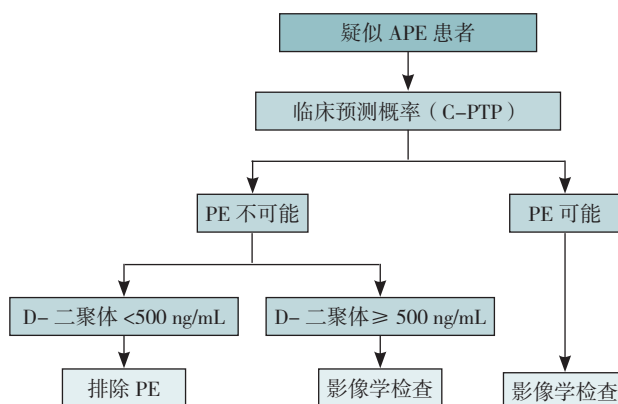 疑似 APE 患者
临床预测概率（C-PTP）
PE 不可能
PE 可能
D- 二聚体 <500 ng/mL
D- 二聚体≥ 500 ng/mL
排除 PE
影像学检查
影像学检查